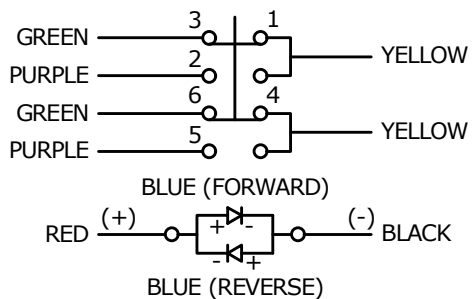 3 1
GREEN
YELLOW
PURPLE 2
6 4
GREEN
YELLOW
PURPLE 5
BLUE (FORWARD)
RED (+) + - (-) BLACK
- +
BLUE (REVERSE)